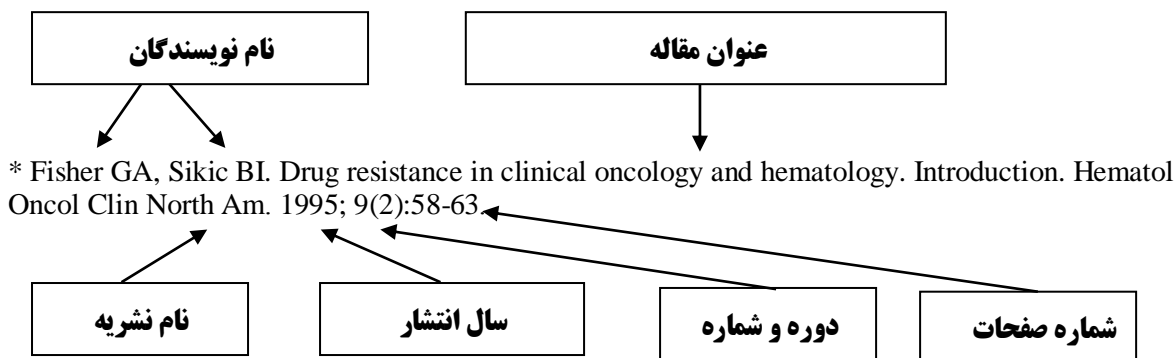 نام نویسندگان
عنوان مقاله
* Fisher GA, Sikic BI. Drug resistance in clinical oncology and hematology. Introduction. Hematol
Oncol Clin North Am. 1995; 9(2):58-63.
نام نشریه
سال انتشار
دوره و شماره
شماره صفحات